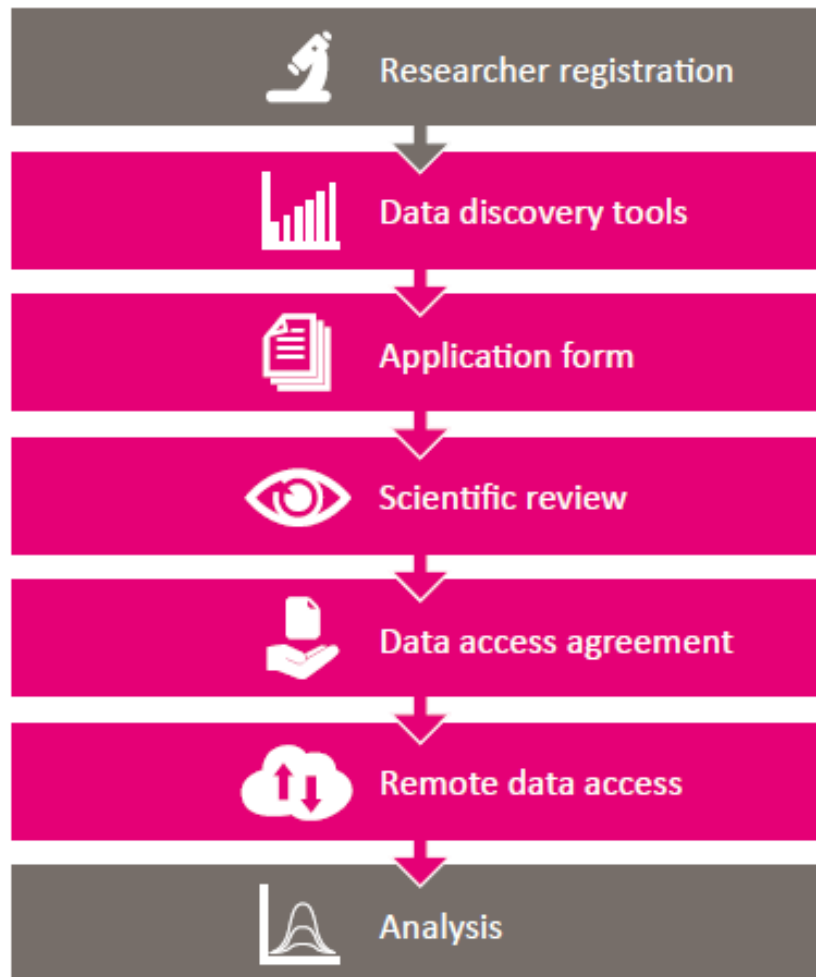 Researcher registration
Data discovery tools
Application form
Scientific review
Data access agreement
Remote data access
Analysis